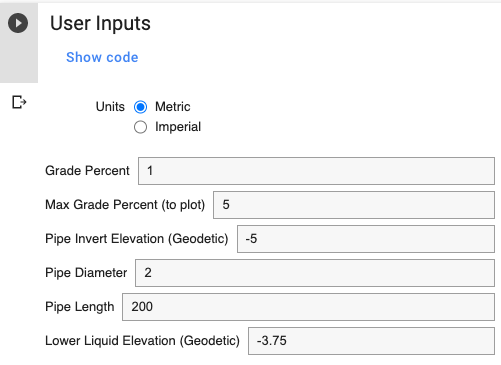 User Inputs
Show code
Units Metric
Imperial
Grade Percent 1
Max Grade Percent (to plot) 5
Pipe Invert Elevation (Geodetic) -5
Pipe Diameter 2
Pipe Length 200
Lower Liquid Elevation (Geodetic) -3.75